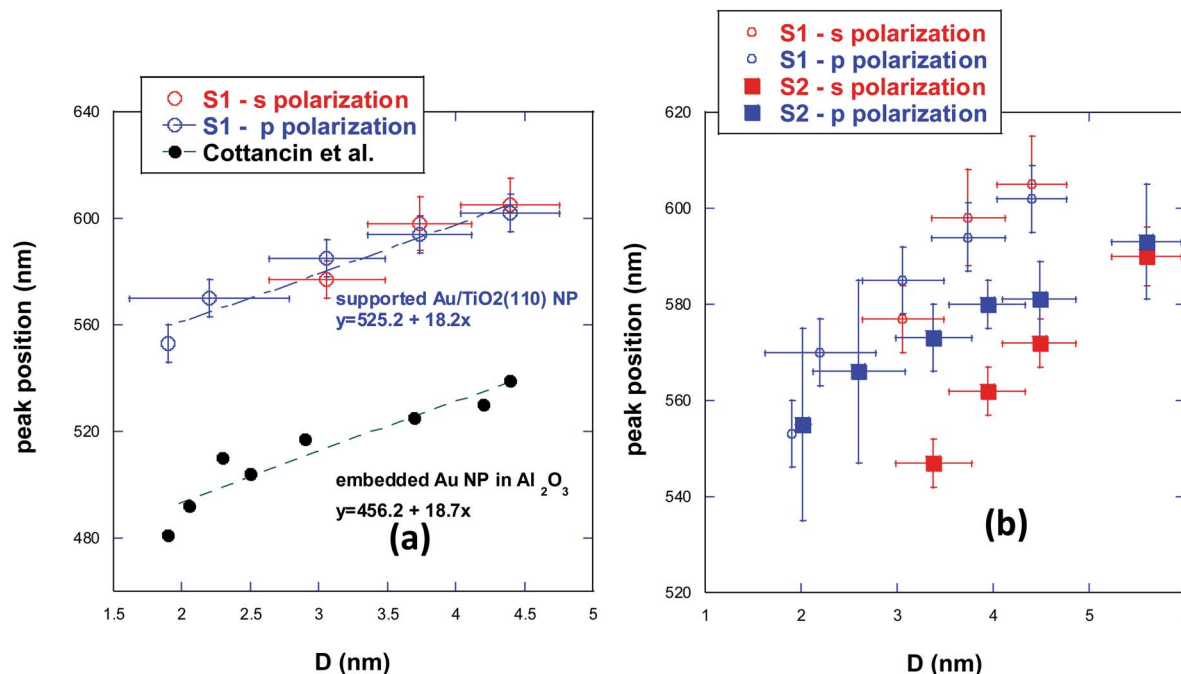 S1 - s polarization
S1 - p polarization
Cottancin et al.
640
600
560
520
480
peak position (nm)
supported Au/TiO2(110) NP
y=525.2 + 18.2x
embedded Au NP in Al 2O3
y=456.2 + 18.7x
(a)
1.5 2 2.5 3 3.5 4 4.5 5
D (nm)
S1 - s polarization
S1 - p polarization
S2 - s polarization
S2 - p polarization
620
600
580
560
540
520
peak position (nm)
(b)
1 2 3 4 5
D (nm)